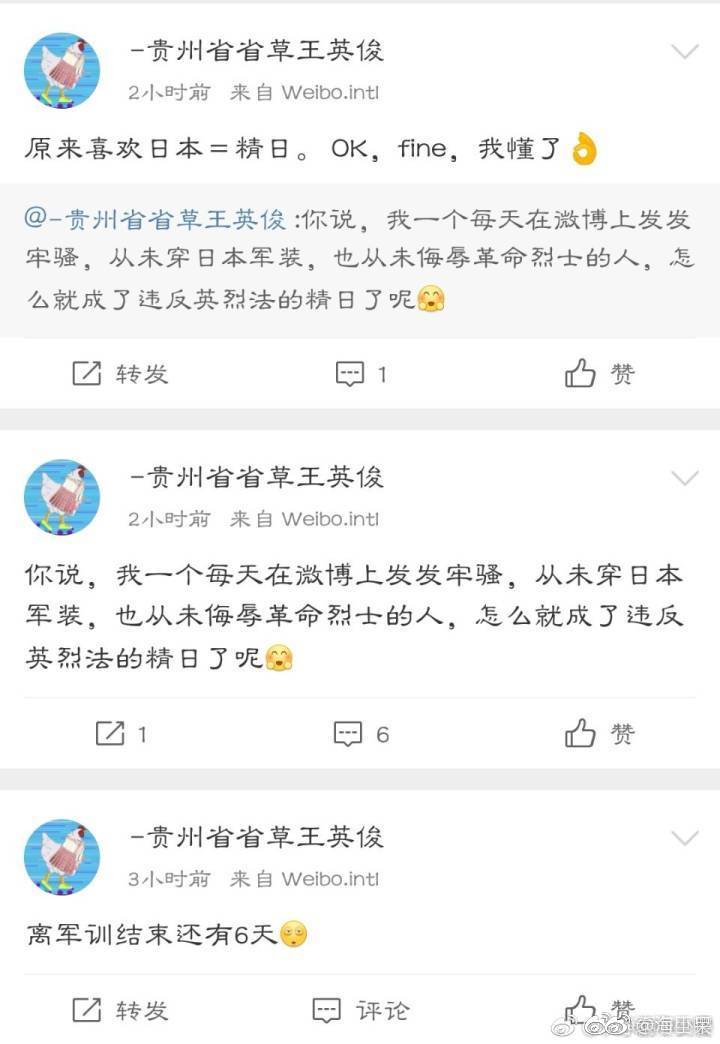 -贵州省省草王英俊
2小时前 来自 Weibo.intl
原来喜欢日本=精日。OK，fine，我懂了👌
@-贵州省省草王英俊:你说，我一个每天在微博上发发
牢骚，从未穿日本军装，也从未侮辱革命烈士的人，怎
么就成了违反英烈法的精日了呢🤗
转发 1 赞
-贵州省省草王英俊
2小时前 来自 Weibo.intl
你说，我一个每天在微博上发发牢骚，从未穿日本
军装，也从未侮辱革命烈士的人，怎么就成了违反
英烈法的精日了呢🤗
1 6 赞
-贵州省省草王英俊
3小时前 来自 Weibo.intl
离军训结束还有6天🙄
转发 评论 赞